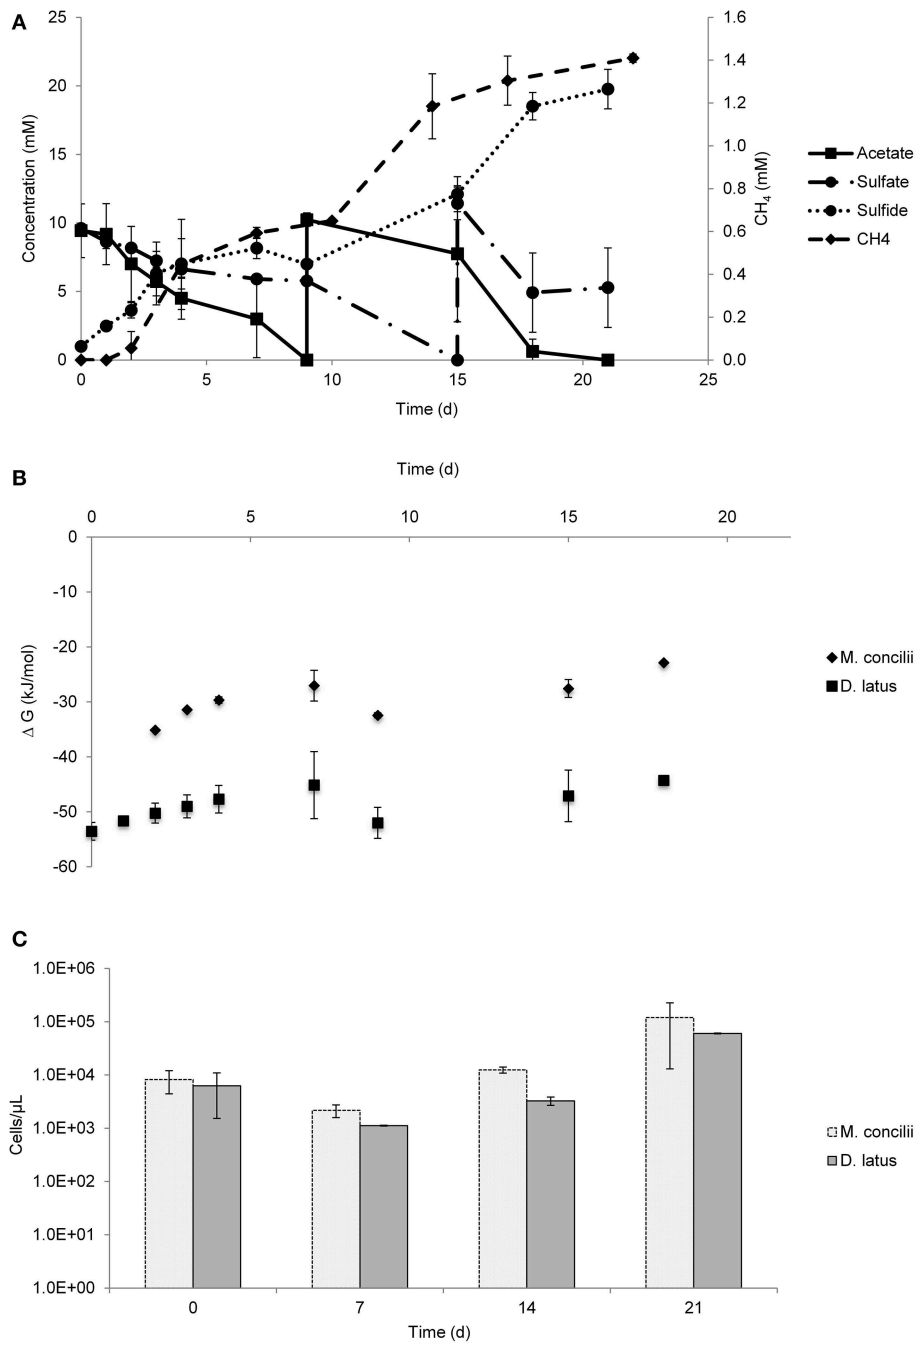 A
25
20
15
10
5
0
Concentration (mM)
1.6
1.4
1.2
1.0
0.8
0.6
0.4
0.2
0.0
CH4 (mM)
0 5 10 15 20 25
Time (d)
Acetate
Sulfate
Sulfide
CH4
B
Time (d)
0 5 10 15 20
0
-10
-20
-30
-40
-50
-60
Δ G (kJ/mol)
M. concilii
D. latus
C
1.0E+06
1.0E+05
1.0E+04
1.0E+03
1.0E+02
1.0E+01
1.0E+00
Cells/µL
0 7 14 21
Time (d)
M. concilii
D. latus